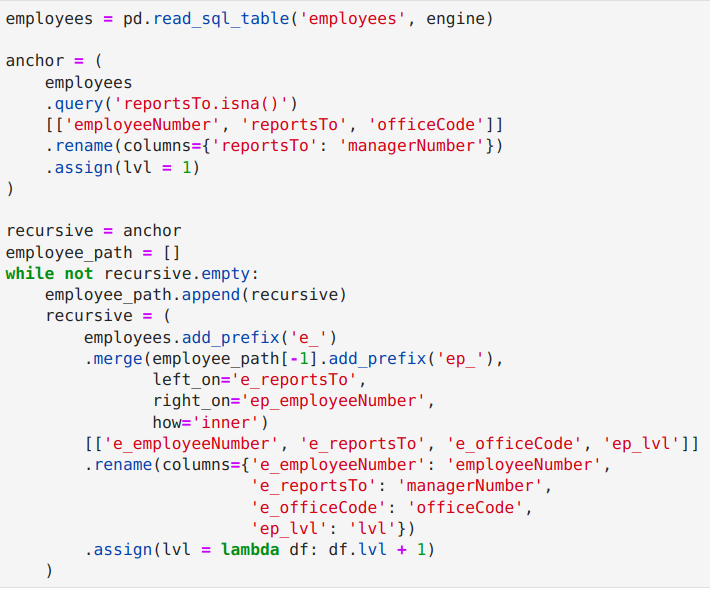 employees = pd.read_sql_table('employees', engine)

anchor = (
    employees
    .query('reportsTo.isna()')
    [['employeeNumber', 'reportsTo', 'officeCode']]
    .rename(columns={'reportsTo': 'managerNumber'})
    .assign(lvl = 1)
)

recursive = anchor
employee_path = []
while not recursive.empty:
    employee_path.append(recursive)
    recursive = (
        employees.add_prefix('e_')
        .merge(employee_path[-1].add_prefix('ep_'),
               left_on='e_reportsTo',
               right_on='ep_employeeNumber',
               how='inner')
        [['e_employeeNumber', 'e_reportsTo', 'e_officeCode', 'ep_lvl']]
        .rename(columns={'e_employeeNumber': 'employeeNumber',
                         'e_reportsTo': 'managerNumber',
                         'e_officeCode': 'officeCode',
                         'ep_lvl': 'lvl'})
        .assign(lvl = lambda df: df.lvl + 1)
    )